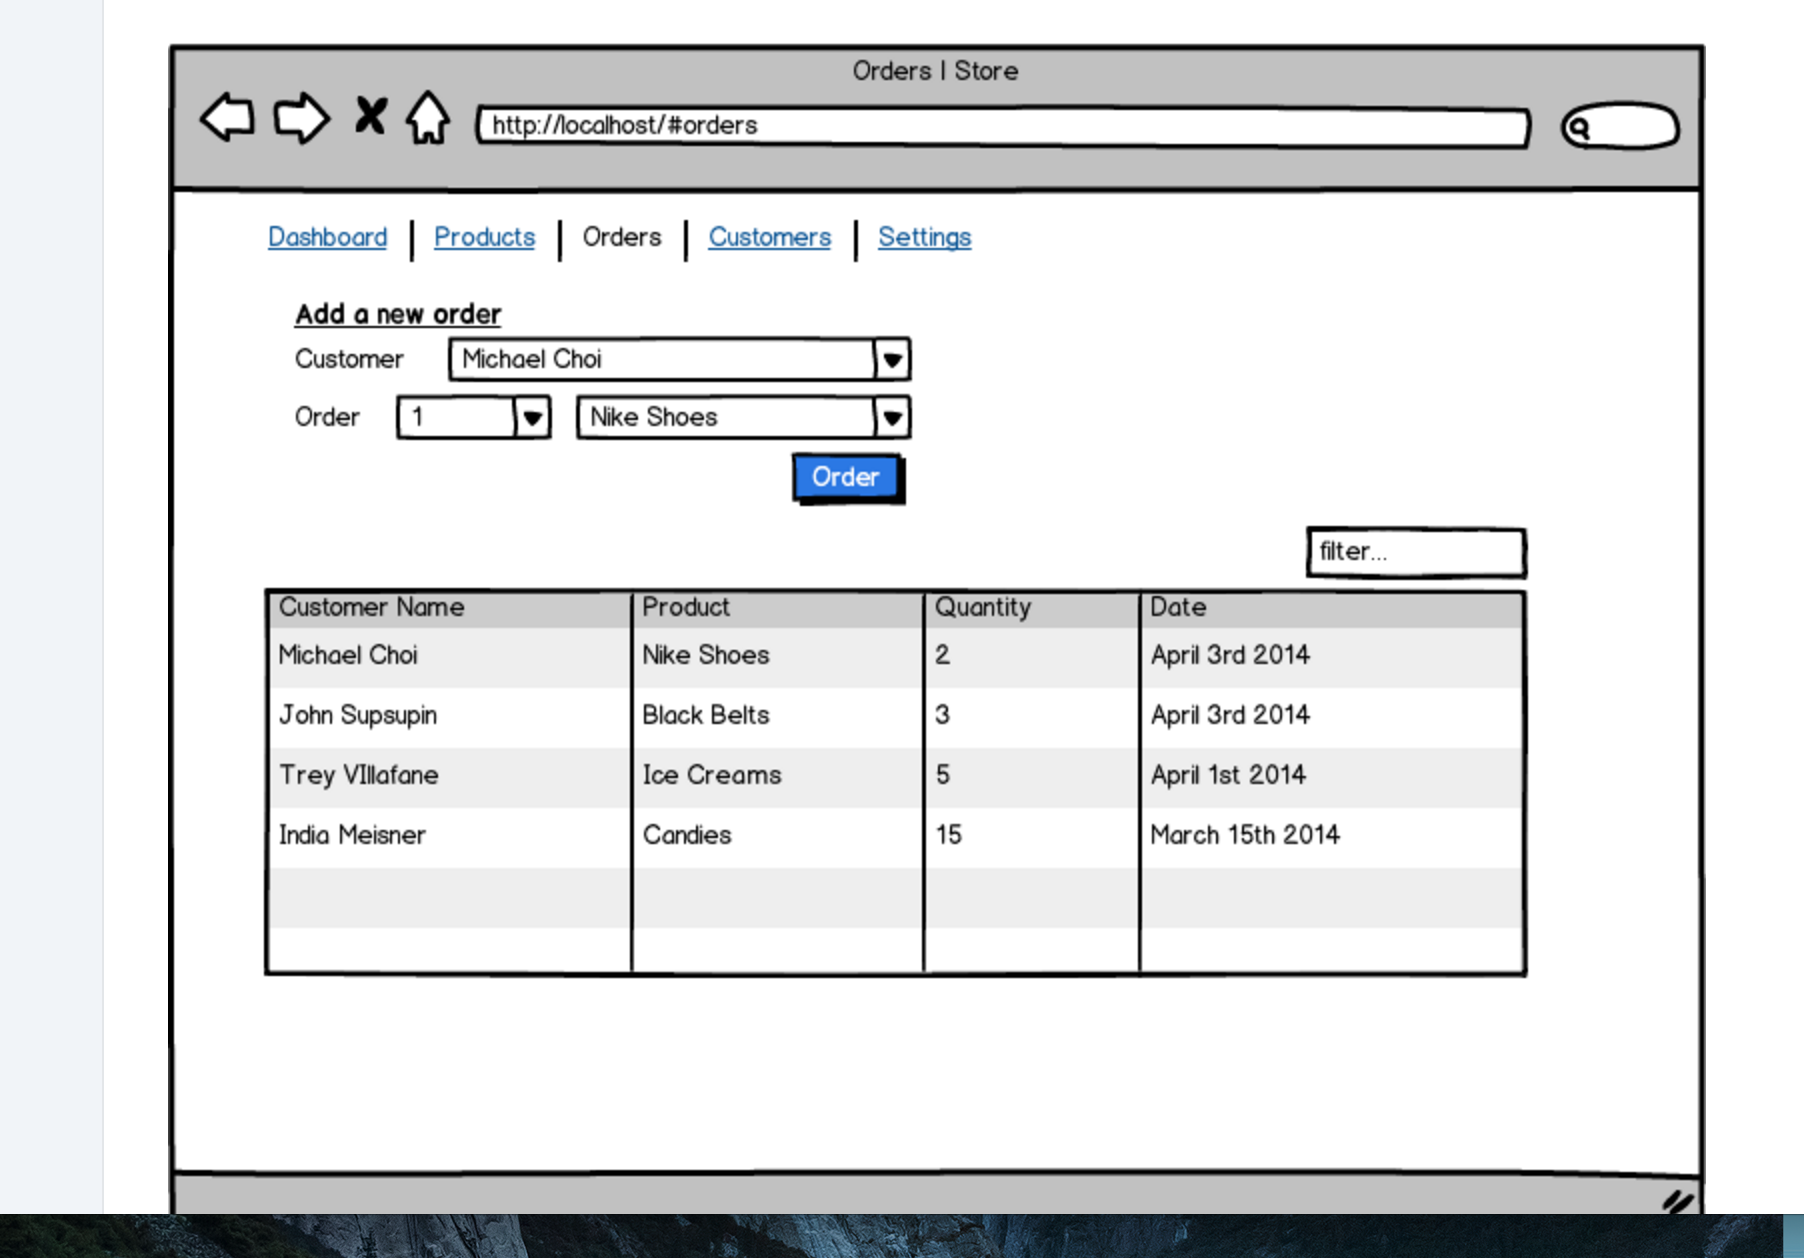 Orders | Store
http://localhost/#orders
Dashboard | Products | Orders | Customers | Settings
Add a new order
Customer Michael Choi
Order 1 Nike Shoes
Order
filter...
Customer Name Product Quantity Date
Michael Choi Nike Shoes 2 April 3rd 2014
John Supsupin Black Belts 3 April 3rd 2014
Trey VIllafane Ice Creams 5 April 1st 2014
India Meisner Candies 15 March 15th 2014